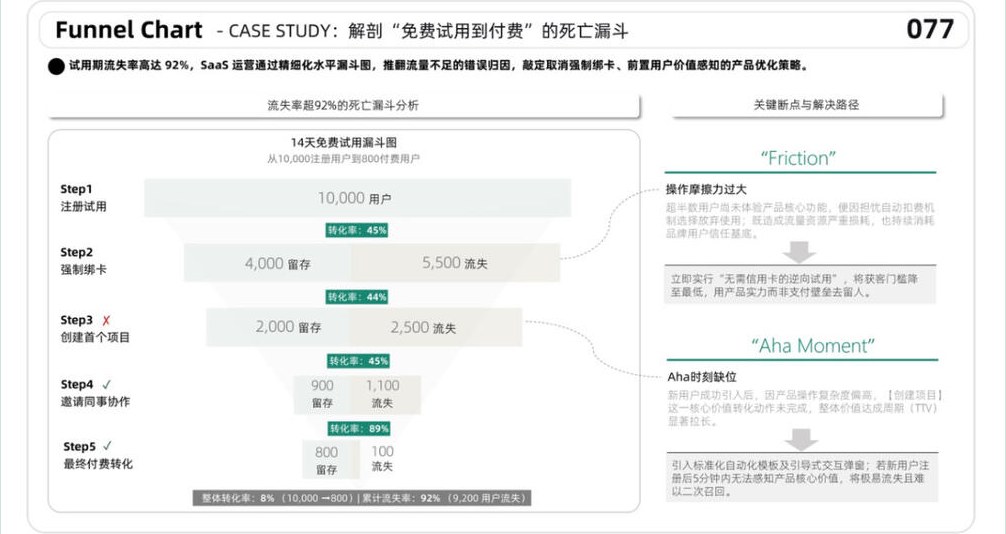 Funnel Chart - CASE STUDY：解剖“免费试用到付费”的死亡漏斗
077
试用期流失率高达 92%，SaaS 运营通过精细化水平漏斗图，推翻流量不足的错误归因，敲定取消强制绑卡、前置用户价值感知的产品优化策略。
流失率超92%的死亡漏斗分析
14天免费试用漏斗图
从10,000注册用户到800付费用户
Step1
注册试用
10,000 用户
转化率：45%
Step2
强制绑卡
4,000 留存
5,500 流失
转化率：44%
Step3 ✗
创建首个项目
2,000 留存
2,500 流失
转化率：45%
Step4 ✓
邀请同事协作
900
留存
1,100
流失
转化率：89%
Step5 ✓
最终付费转化
800
留存
100
流失
整体转化率：8%（10,000 →800）| 累计流失率：92%（9,200 用户流失）
关键断点与解决路径
“Friction”
操作摩擦力过大
超半数用户尚未体验产品核心功能，便因担忧自动扣费机
制选择放弃使用；既造成流量资源严重损耗，也持续消耗
品牌用户信任基底。
立即实行“无需信用卡的逆向试用”，将获客门槛降
至最低，用产品实力而非支付壁垒去留人。
“Aha Moment”
Aha时刻缺位
新用户成功引入后，因产品操作复杂度偏高，【创建项目】
这一核心价值转化动作未完成，整体价值达成周期（TTV）
显著拉长。
引入标准化自动化模板及引导式交互弹窗；若新用户注
册后5分钟内无法感知产品核心价值，将极易流失且难
以二次召回。